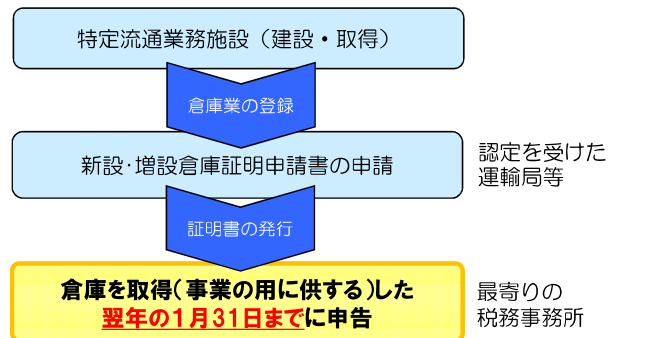 特定流通業務施設（建設・取得）
倉庫業の登録
新設･増設倉庫証明申請書の申請
認定を受けた
運輸局等
証明書の発行
倉庫を取得（事業の用に供する）した
翌年の１月31日までに申告
最寄りの
税務事務所